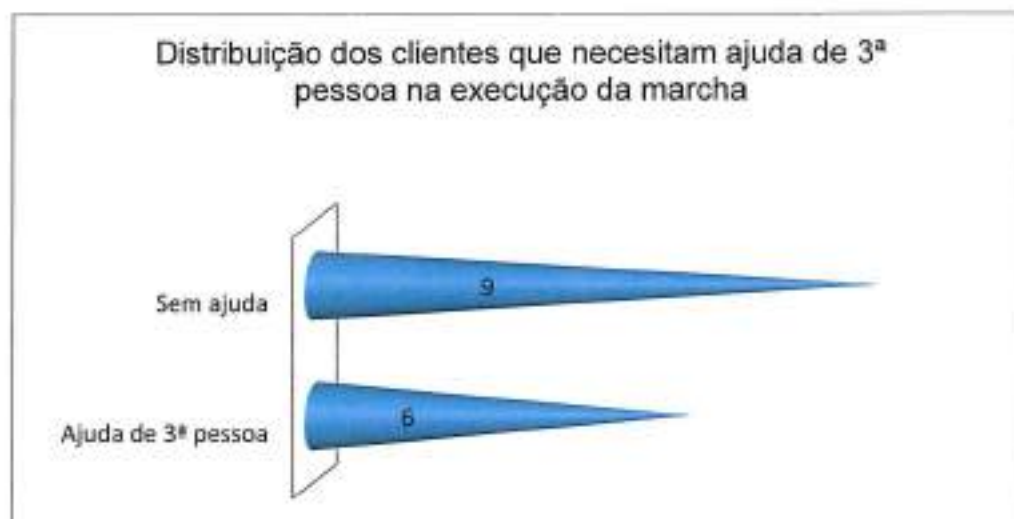 Distribuição dos clientes que necesitam ajuda de 3ª
pessoa na execução da marcha
Sem ajuda
9
Ajuda de 3ª pessoa
6